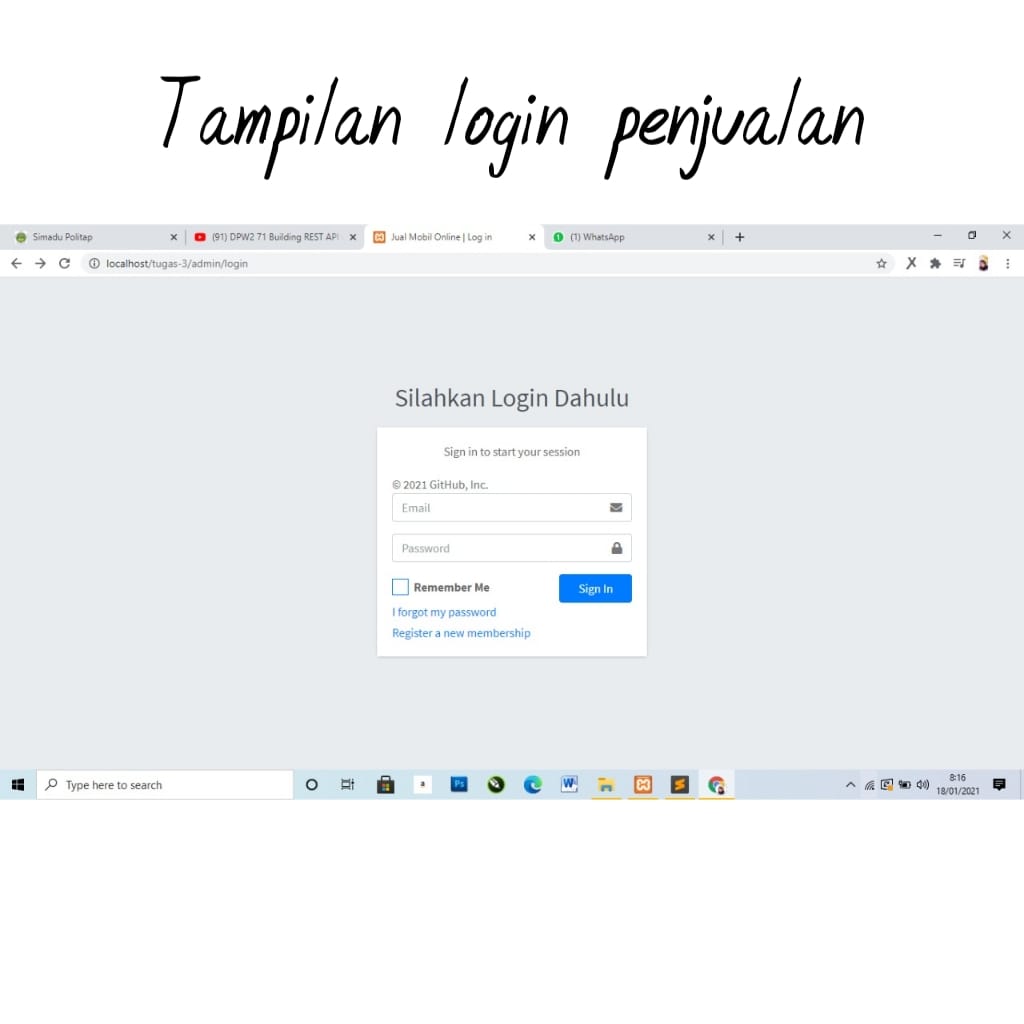 Tampilan login penjualan
Simadu Politap
(91) DPW2 71 Building REST API
Jual Mobil Online | Log in
(1) WhatsApp
localhost/tugas-3/admin/login
Silahkan Login Dahulu
Sign in to start your session
© 2021 GitHub, Inc.
Email
Password
Remember Me
Sign In
I forgot my password
Register a new membership
Type here to search
a
Ps
W
S
8:16
18/01/2021